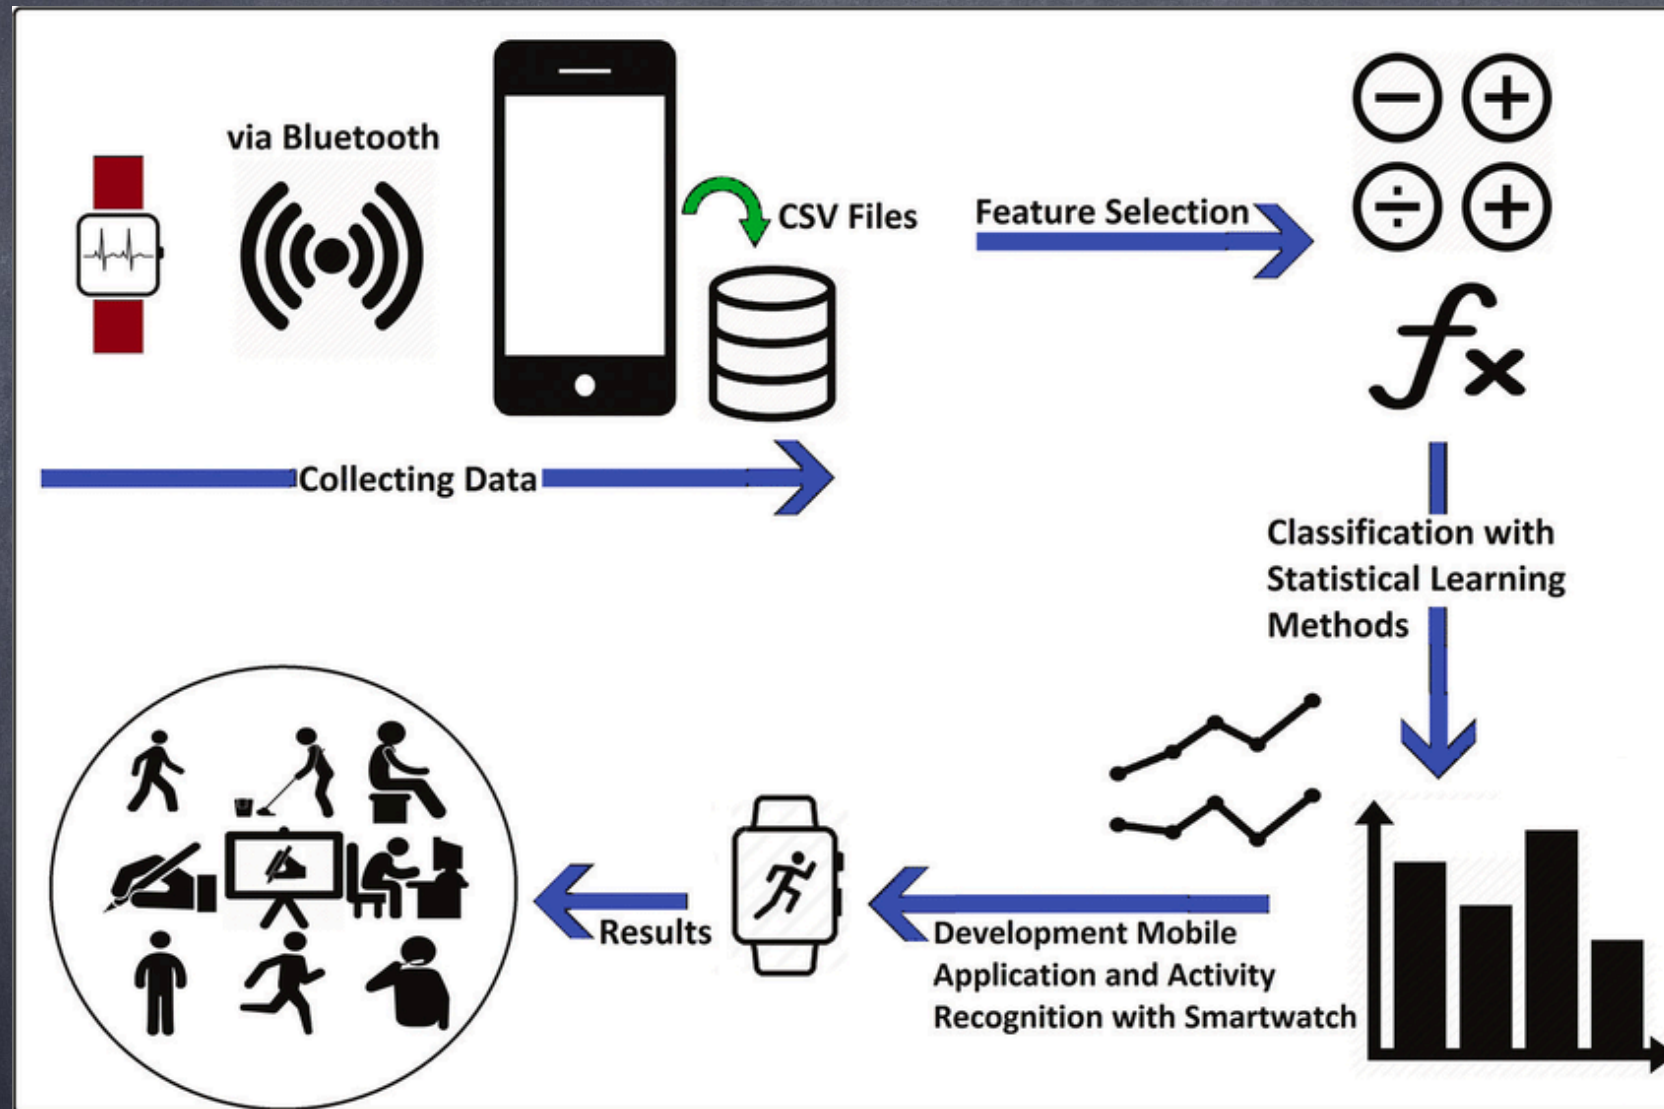 via Bluetooth
CSV Files
Feature Selection
fx
Collecting Data
Classification with
Statistical Learning
Methods
Results
Development Mobile
Application and Activity
Recognition with Smartwatch